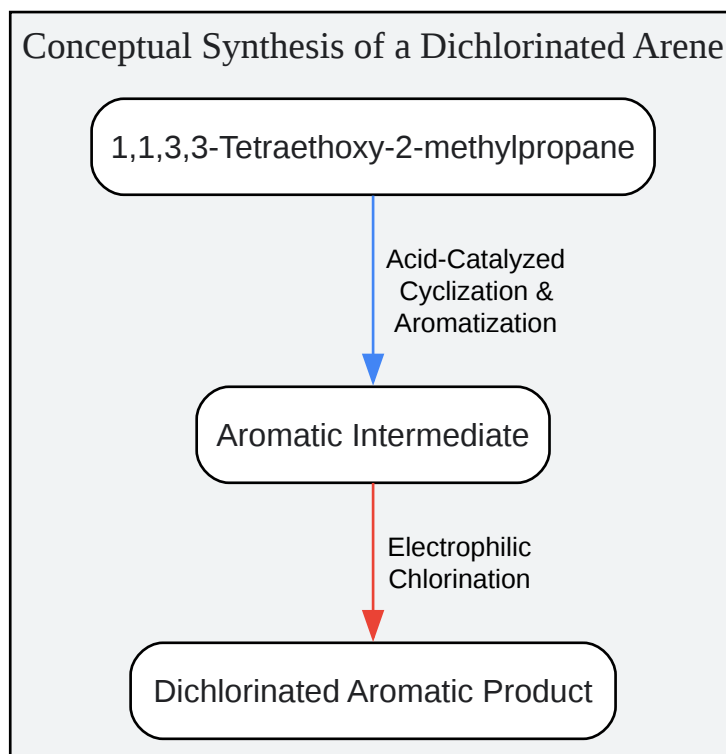 Conceptual Synthesis of a Dichlorinated Arene
1,1,3,3-Tetraethoxy-2-methylpropane
Acid-Catalyzed
Cyclization &
Aromatization
Aromatic Intermediate
Electrophilic
Chlorination
Dichlorinated Aromatic Product